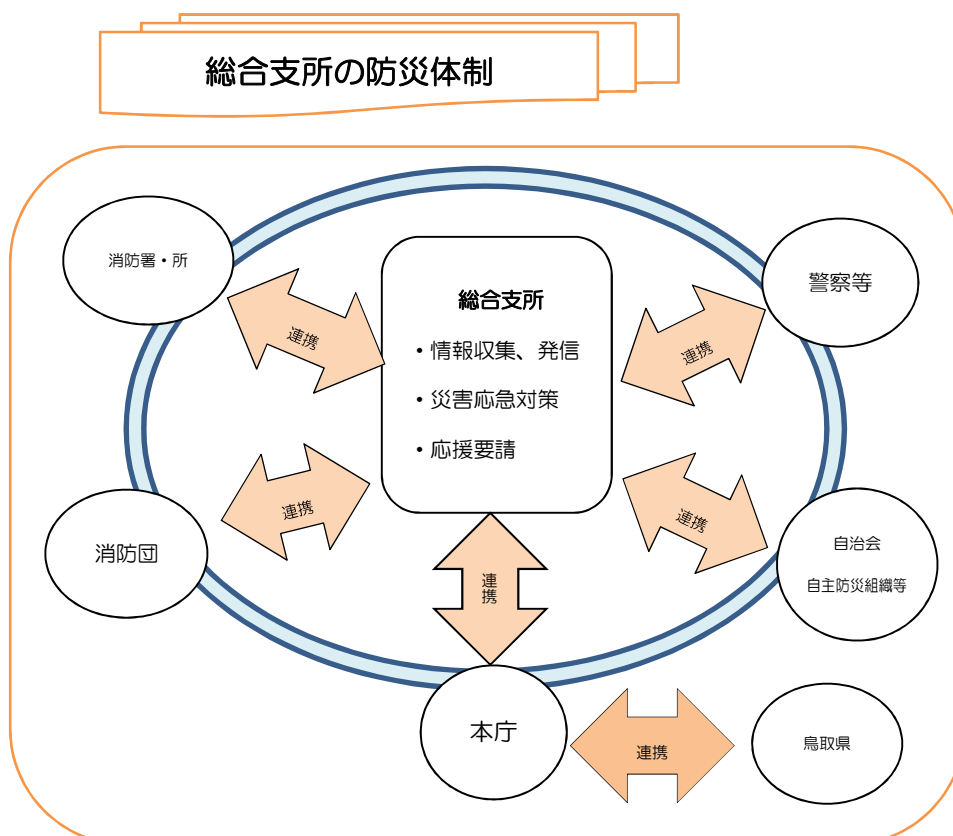 総合支所の防災体制
消防署・所
警察等
総合支所
・情報収集、発信
・災害応急対策
・応援要請
連携
連携
連携
連携
消防団
自治会
自主防災組織等
連携
本庁
連携
鳥取県